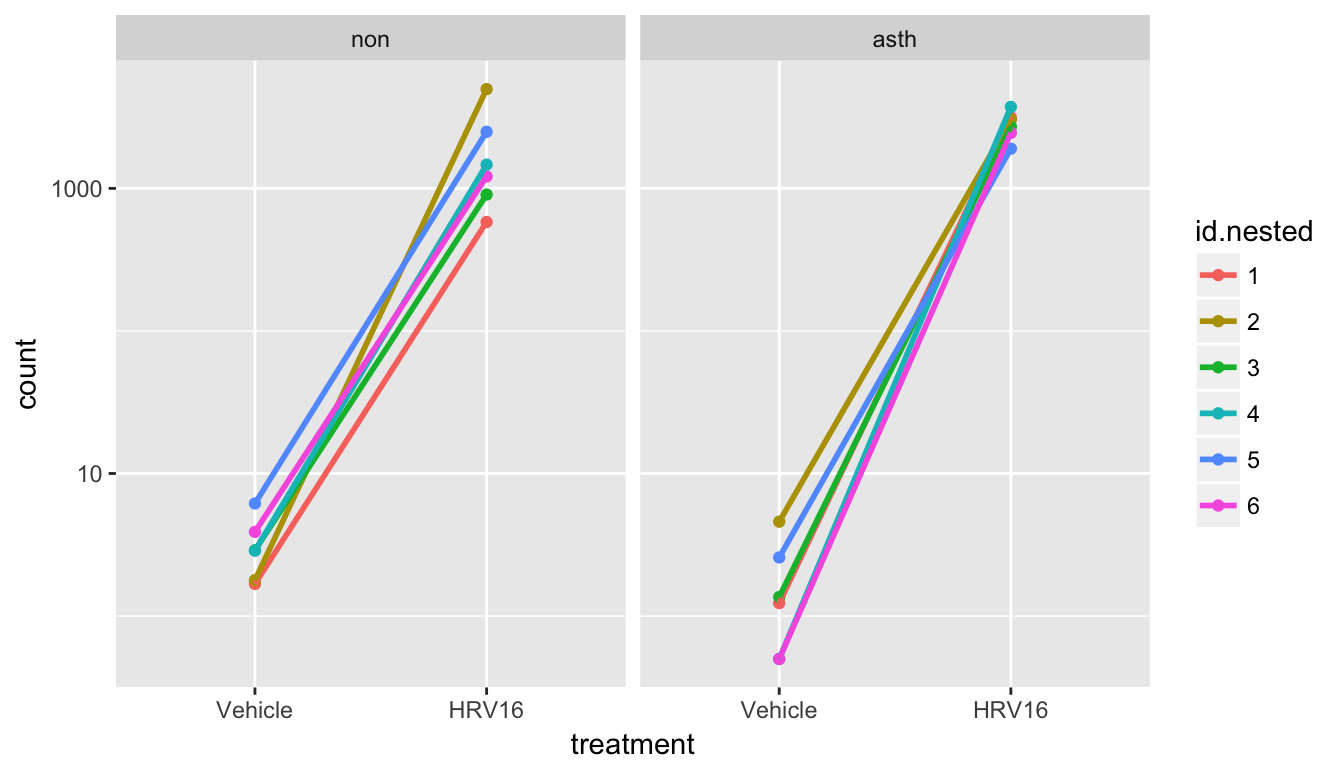 non
asth
count
1000
10
Vehicle
HRV16
Vehicle
HRV16
treatment
id.nested
1
2
3
4
5
6